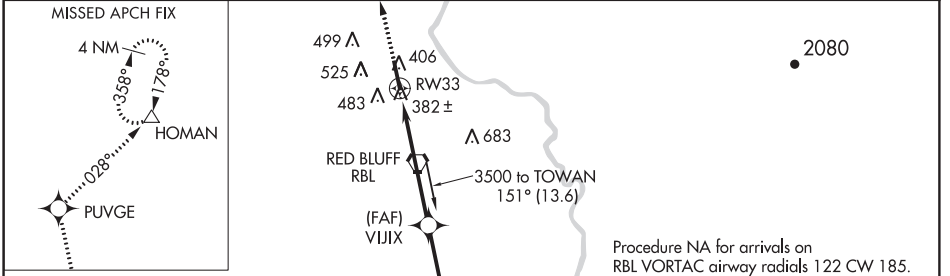 MISSED APCH FIX
4 NM
358°
178°
HOMAN
028°
PUVGE
499
406
525
RW33
483
382 ±
683
RED BLUFF
RBL
3500 to TOWAN
151° (13.6)
(FAF)
VIJIX
2080
Procedure NA for arrivals on
RBL VORTAC airway radials 122 CW 185.